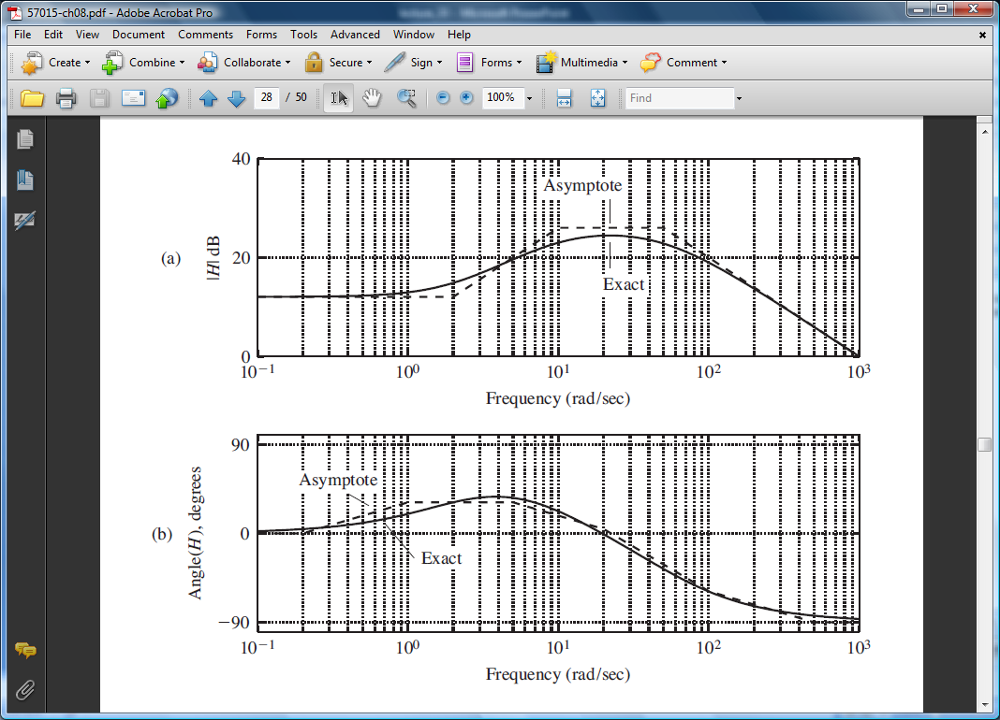 57015-ch08.pdf - Adobe Acrobat Pro
File Edit View Document Comments Forms Tools Advanced Window Help
Create Combine Collaborate Secure Sign Forms Multimedia Comment
28 / 50 100% Find
40
Asymptote
(a)
|H| dB
20
Exact
0
10⁻¹ 10⁰ 10¹ 10² 10³
Frequency (rad/sec)
90
Asymptote
(b)
Angle(H), degrees
0
Exact
−90
10⁻¹ 10⁰ 10¹ 10² 10³
Frequency (rad/sec)